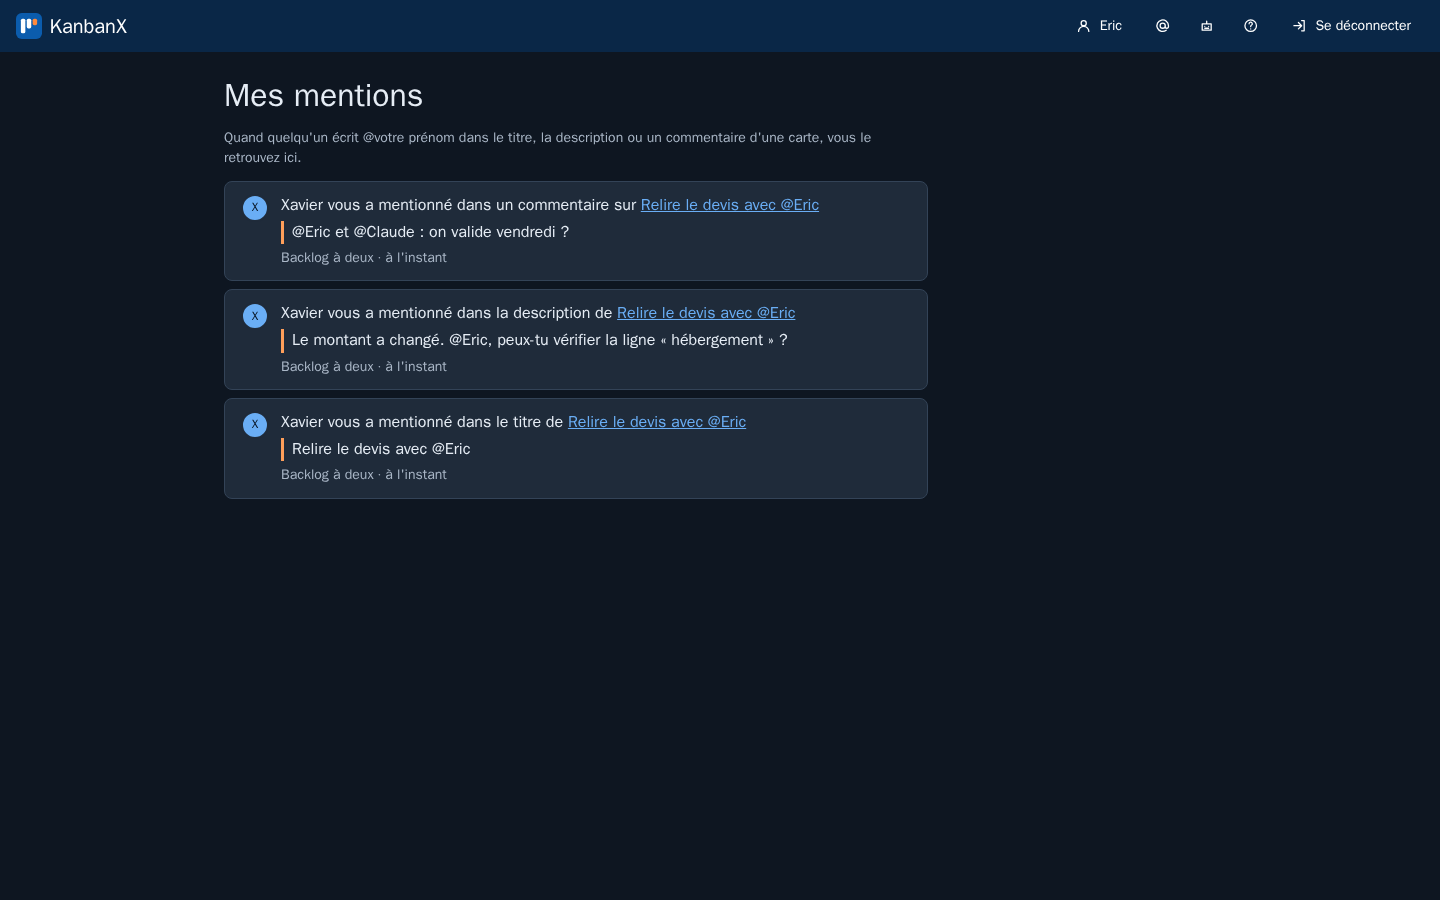 KanbanX
Eric
Se déconnecter
Mes mentions
Quand quelqu'un écrit @votre prénom dans le titre, la description ou un commentaire d'une carte, vous le
retrouvez ici.
X
Xavier vous a mentionné dans un commentaire sur Relire le devis avec @Eric
@Eric et @Claude : on valide vendredi ?
Backlog à deux · à l'instant
X
Xavier vous a mentionné dans la description de Relire le devis avec @Eric
Le montant a changé. @Eric, peux-tu vérifier la ligne « hébergement » ?
Backlog à deux · à l'instant
X
Xavier vous a mentionné dans le titre de Relire le devis avec @Eric
Relire le devis avec @Eric
Backlog à deux · à l'instant